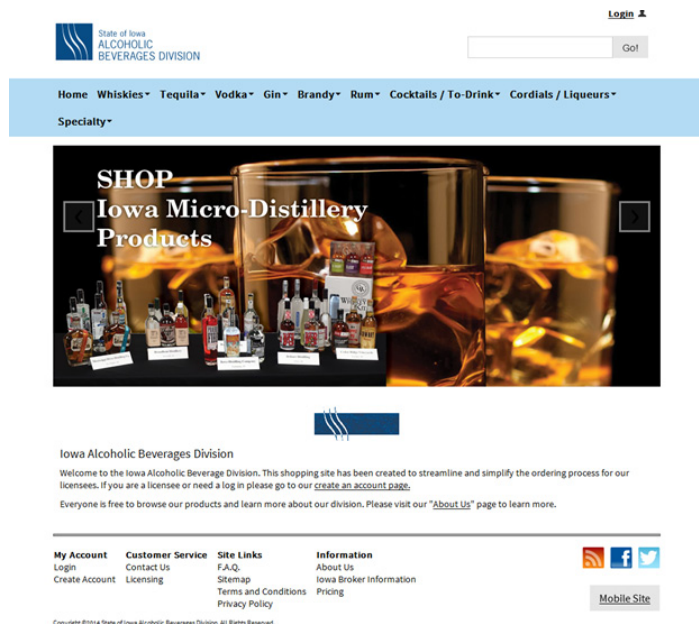 Login
State of Iowa
ALCOHOLIC
BEVERAGES DIVISION
Go!
Home Whiskies Tequila Vodka Gin Brandy Rum Cocktails / To-Drink Cordials / Liqueurs
Specialty
SHOP
Iowa Micro-Distillery
Products
Iowa Alcoholic Beverages Division
Welcome to the Iowa Alcoholic Beverage Division. This shopping site has been created to streamline and simplify the ordering process for our
licensees. If you are a licensee or need a log in please go to our create an account page.
Everyone is free to browse our products and learn more about our division. Please visit our "About Us" page to learn more.
My Account Customer Service Site Links Information
Login Contact Us F.A.Q. About Us
Create Account Licensing Sitemap Iowa Broker Information
Terms and Conditions Pricing
Privacy Policy
Mobile Site
Copyright ©2014 State of Iowa Alcoholic Beverages Division. All Rights Reserved.